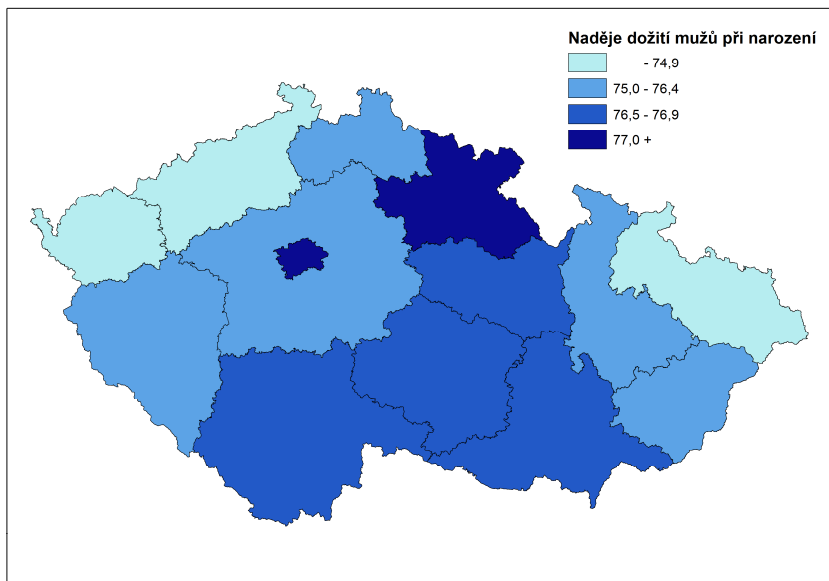 Naděje dožití mužů při narození
- 74,9
75,0 - 76,4
76,5 - 76,9
77,0 +